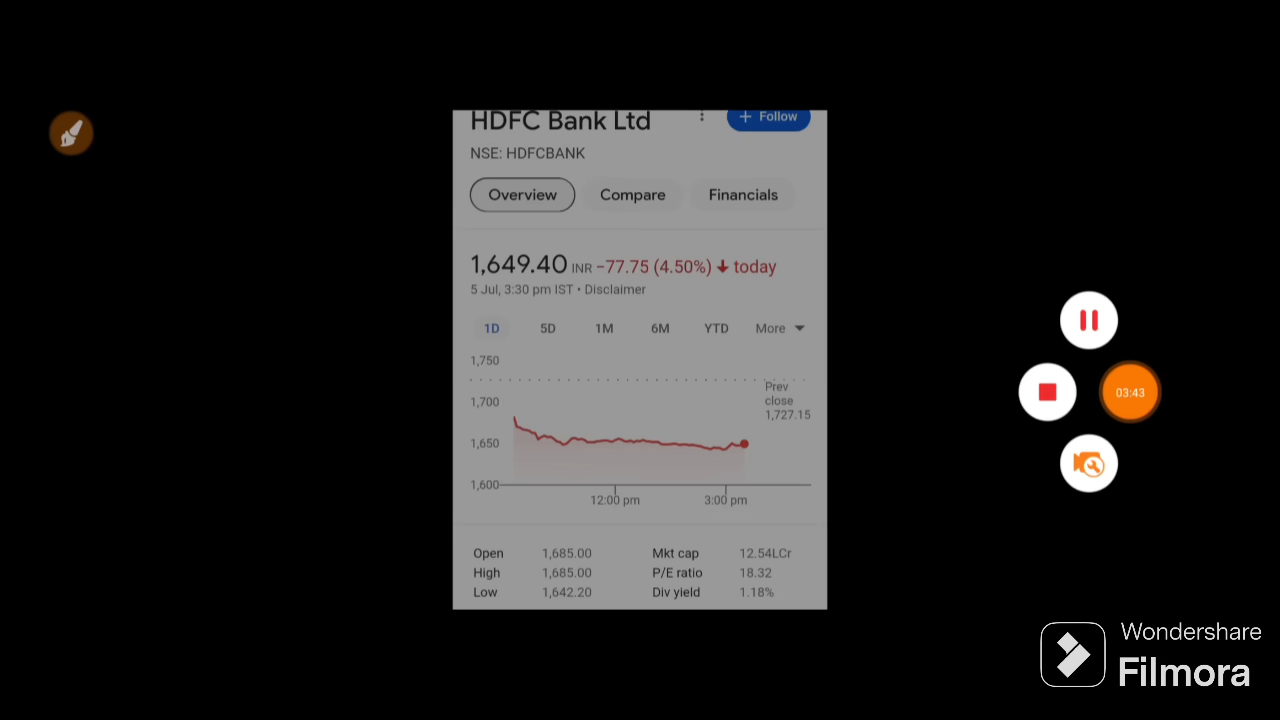 HDFC Bank Ltd
+ Follow
NSE: HDFCBANK
Overview
Compare
Financials
1,649.40 INR −77.75 (4.50%) ↓ today
5 Jul, 3:30 pm IST • Disclaimer
1D 5D 1M 6M YTD More
1,750
1,700
1,650
1,600
Prev
close
1,727.15
12:00 pm 3:00 pm
Open 1,685.00 Mkt cap 12.54LCr
High 1,685.00 P/E ratio 18.32
Low 1,642.20 Div yield 1.18%
03:43
Wondershare
Filmora